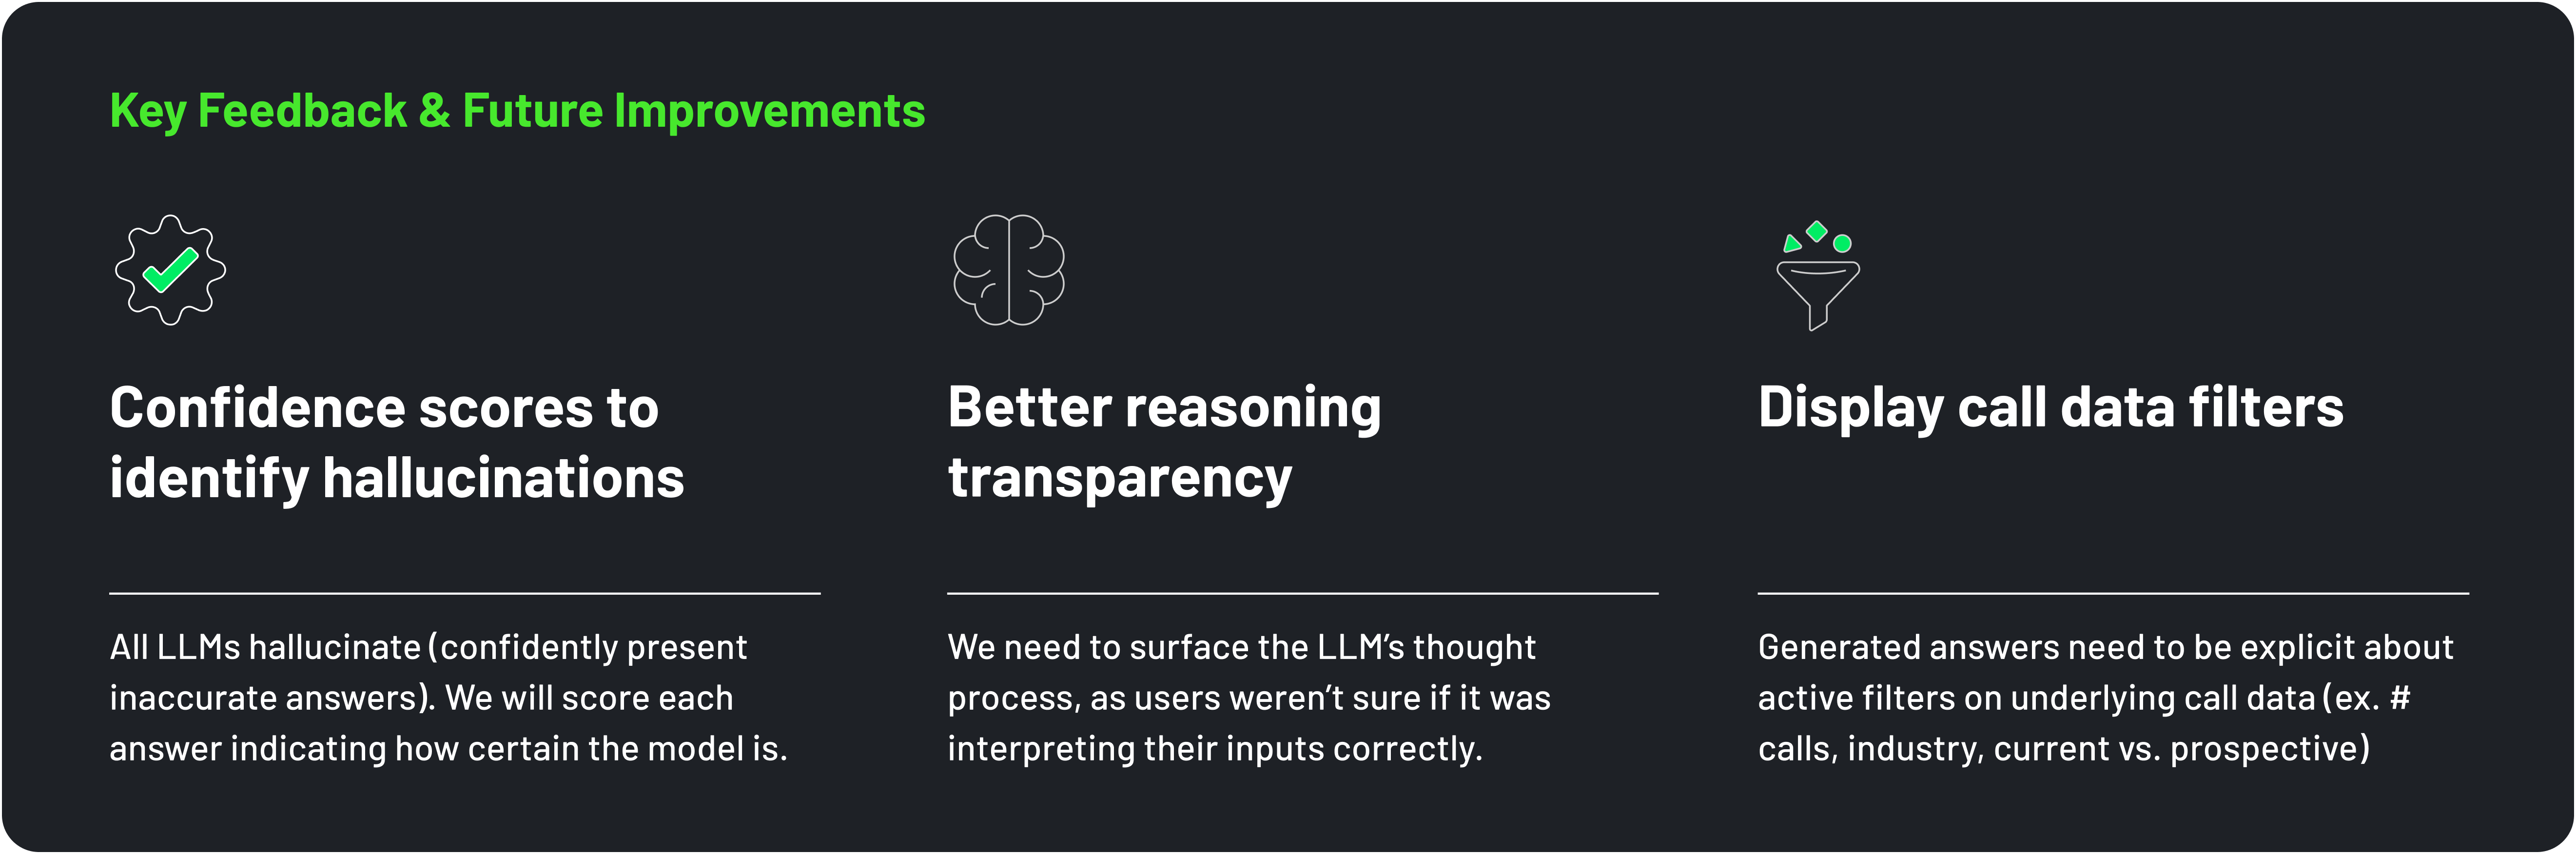 Key Feedback & Future Improvements
Confidence scores to
identify hallucinations
All LLMs hallucinate (confidently present
inaccurate answers). We will score each
answer indicating how certain the model is.
Better reasoning
transparency
We need to surface the LLM’s thought
process, as users weren’t sure if it was
interpreting their inputs correctly.
Display call data filters
Generated answers need to be explicit about
active filters on underlying call data (ex. #
calls, industry, current vs. prospective)